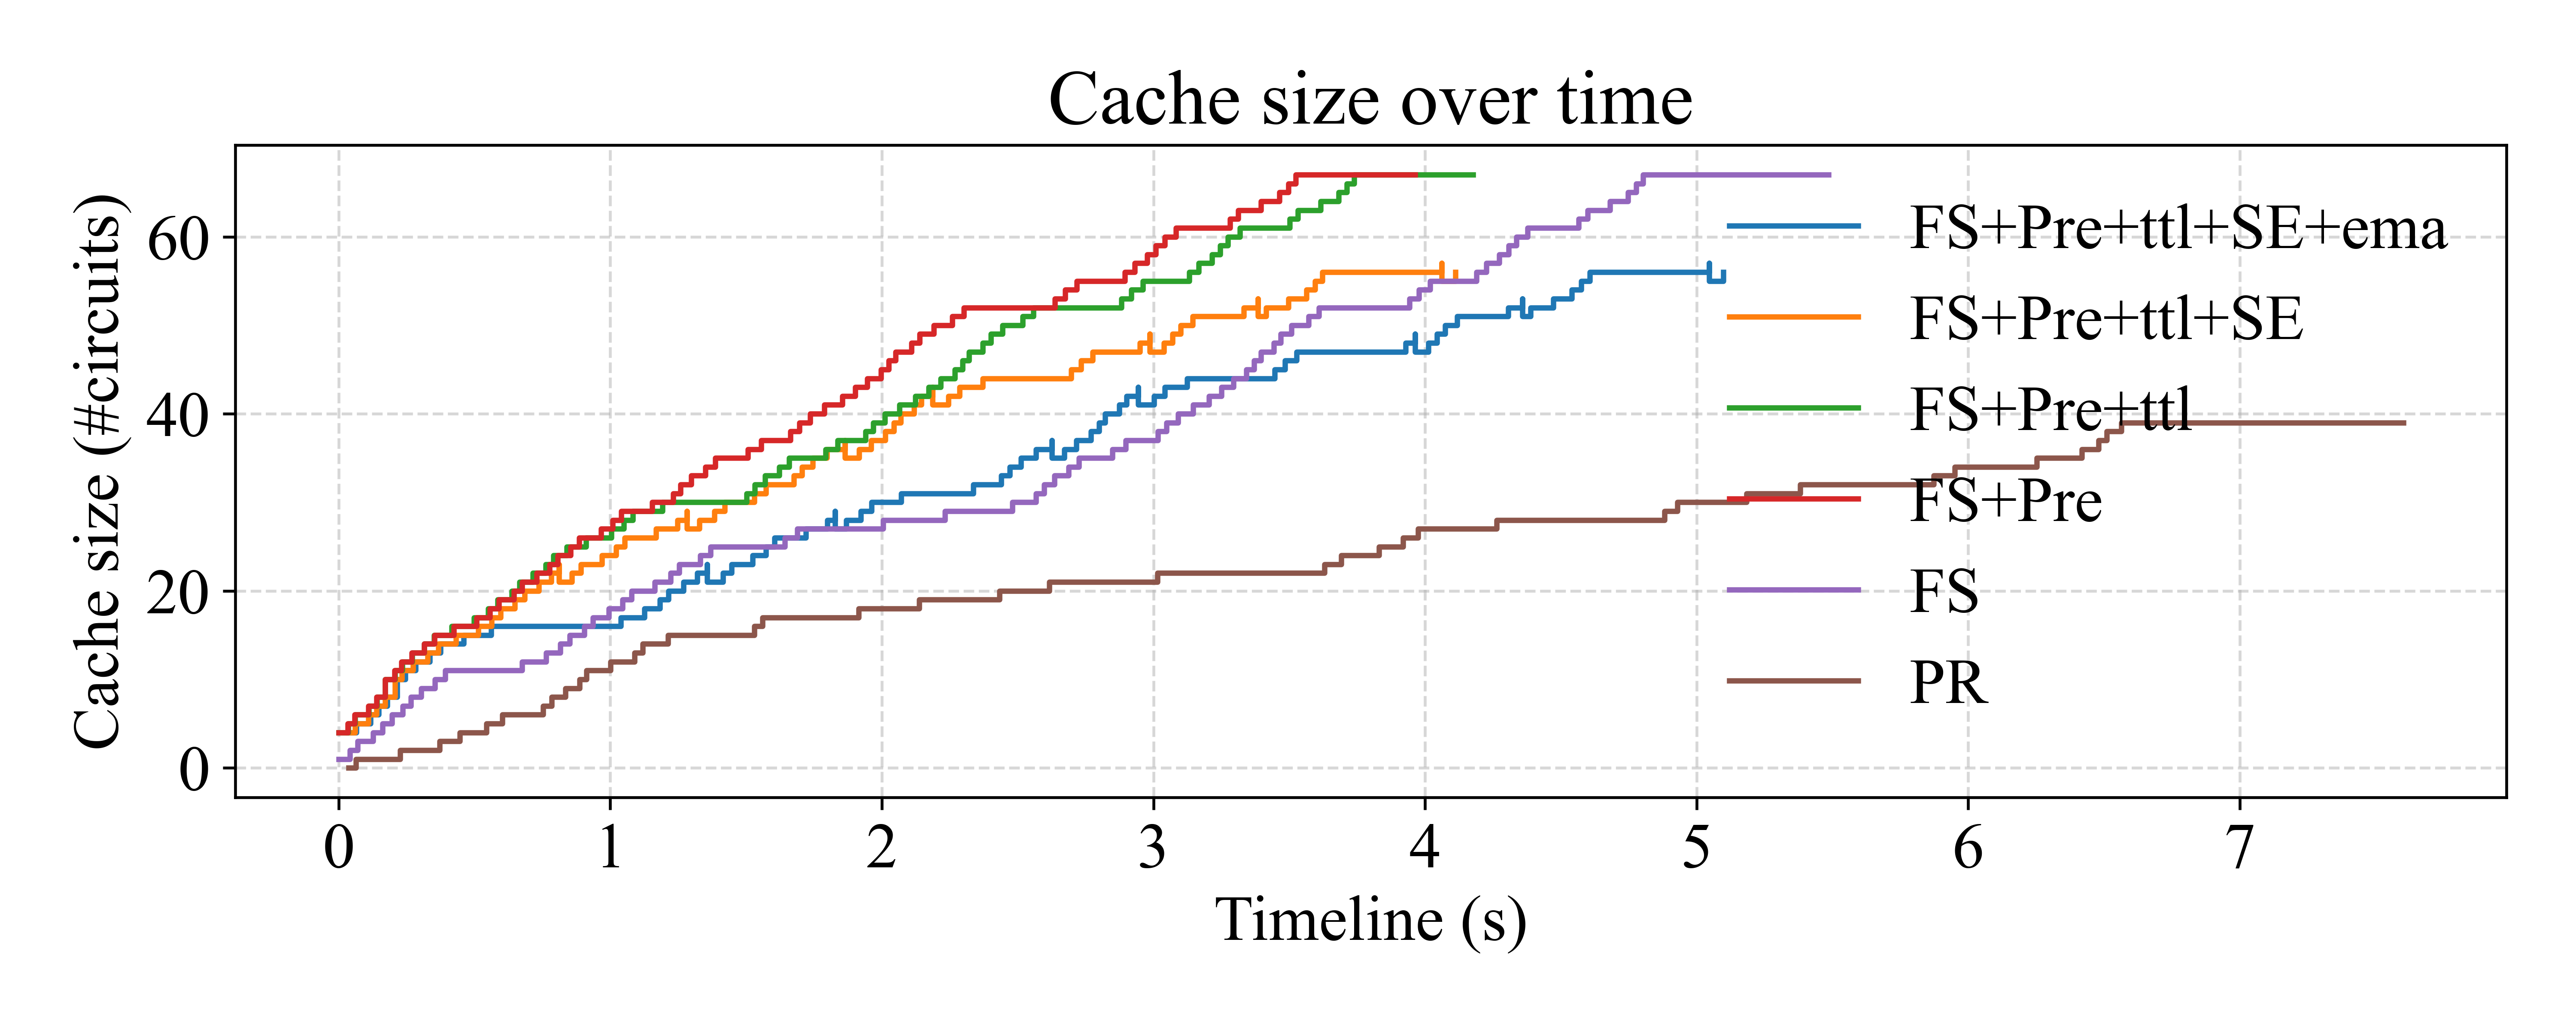 Cache size over time
Cache size (#circuits)
60
40
20
0
FS+Pre+ttl+SE+ema
FS+Pre+ttl+SE
FS+Pre+ttl
FS+Pre
FS
PR
0 1 2 3 4 5 6 7
Timeline (s)